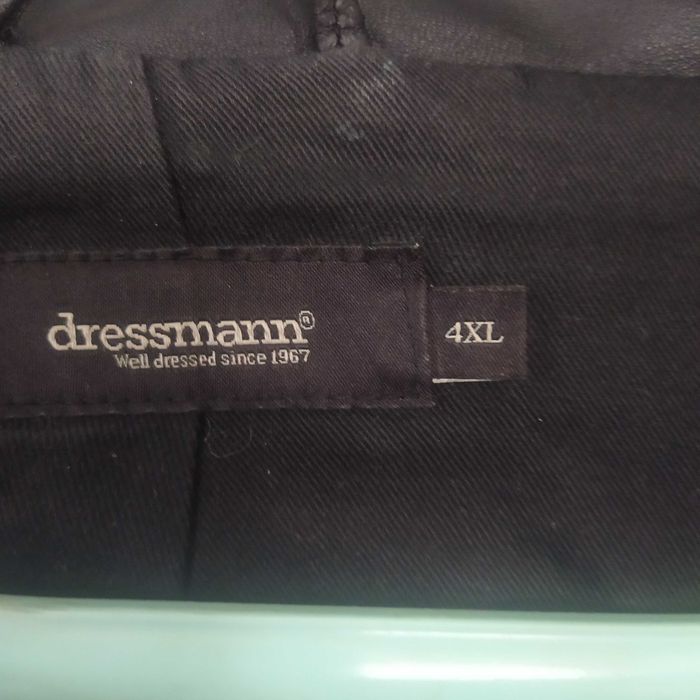 dressmann®
Well dressed since 1967
4XL